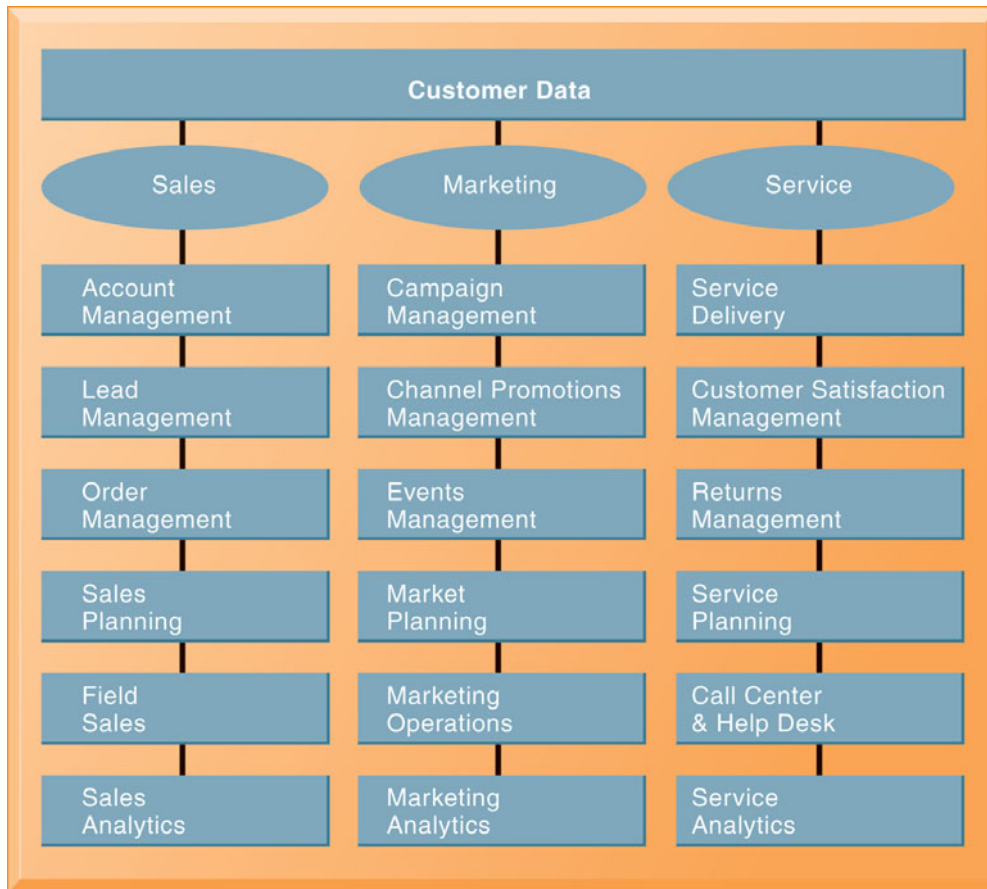 Customer Data
Sales
Marketing
Service
Account
Management
Campaign
Management
Service
Delivery
Lead
Management
Channel Promotions
Management
Customer Satisfaction
Management
Order
Management
Events
Management
Returns
Management
Sales
Planning
Market
Planning
Service
Planning
Field
Sales
Marketing
Operations
Call Center
& Help Desk
Sales
Analytics
Marketing
Analytics
Service
Analytics